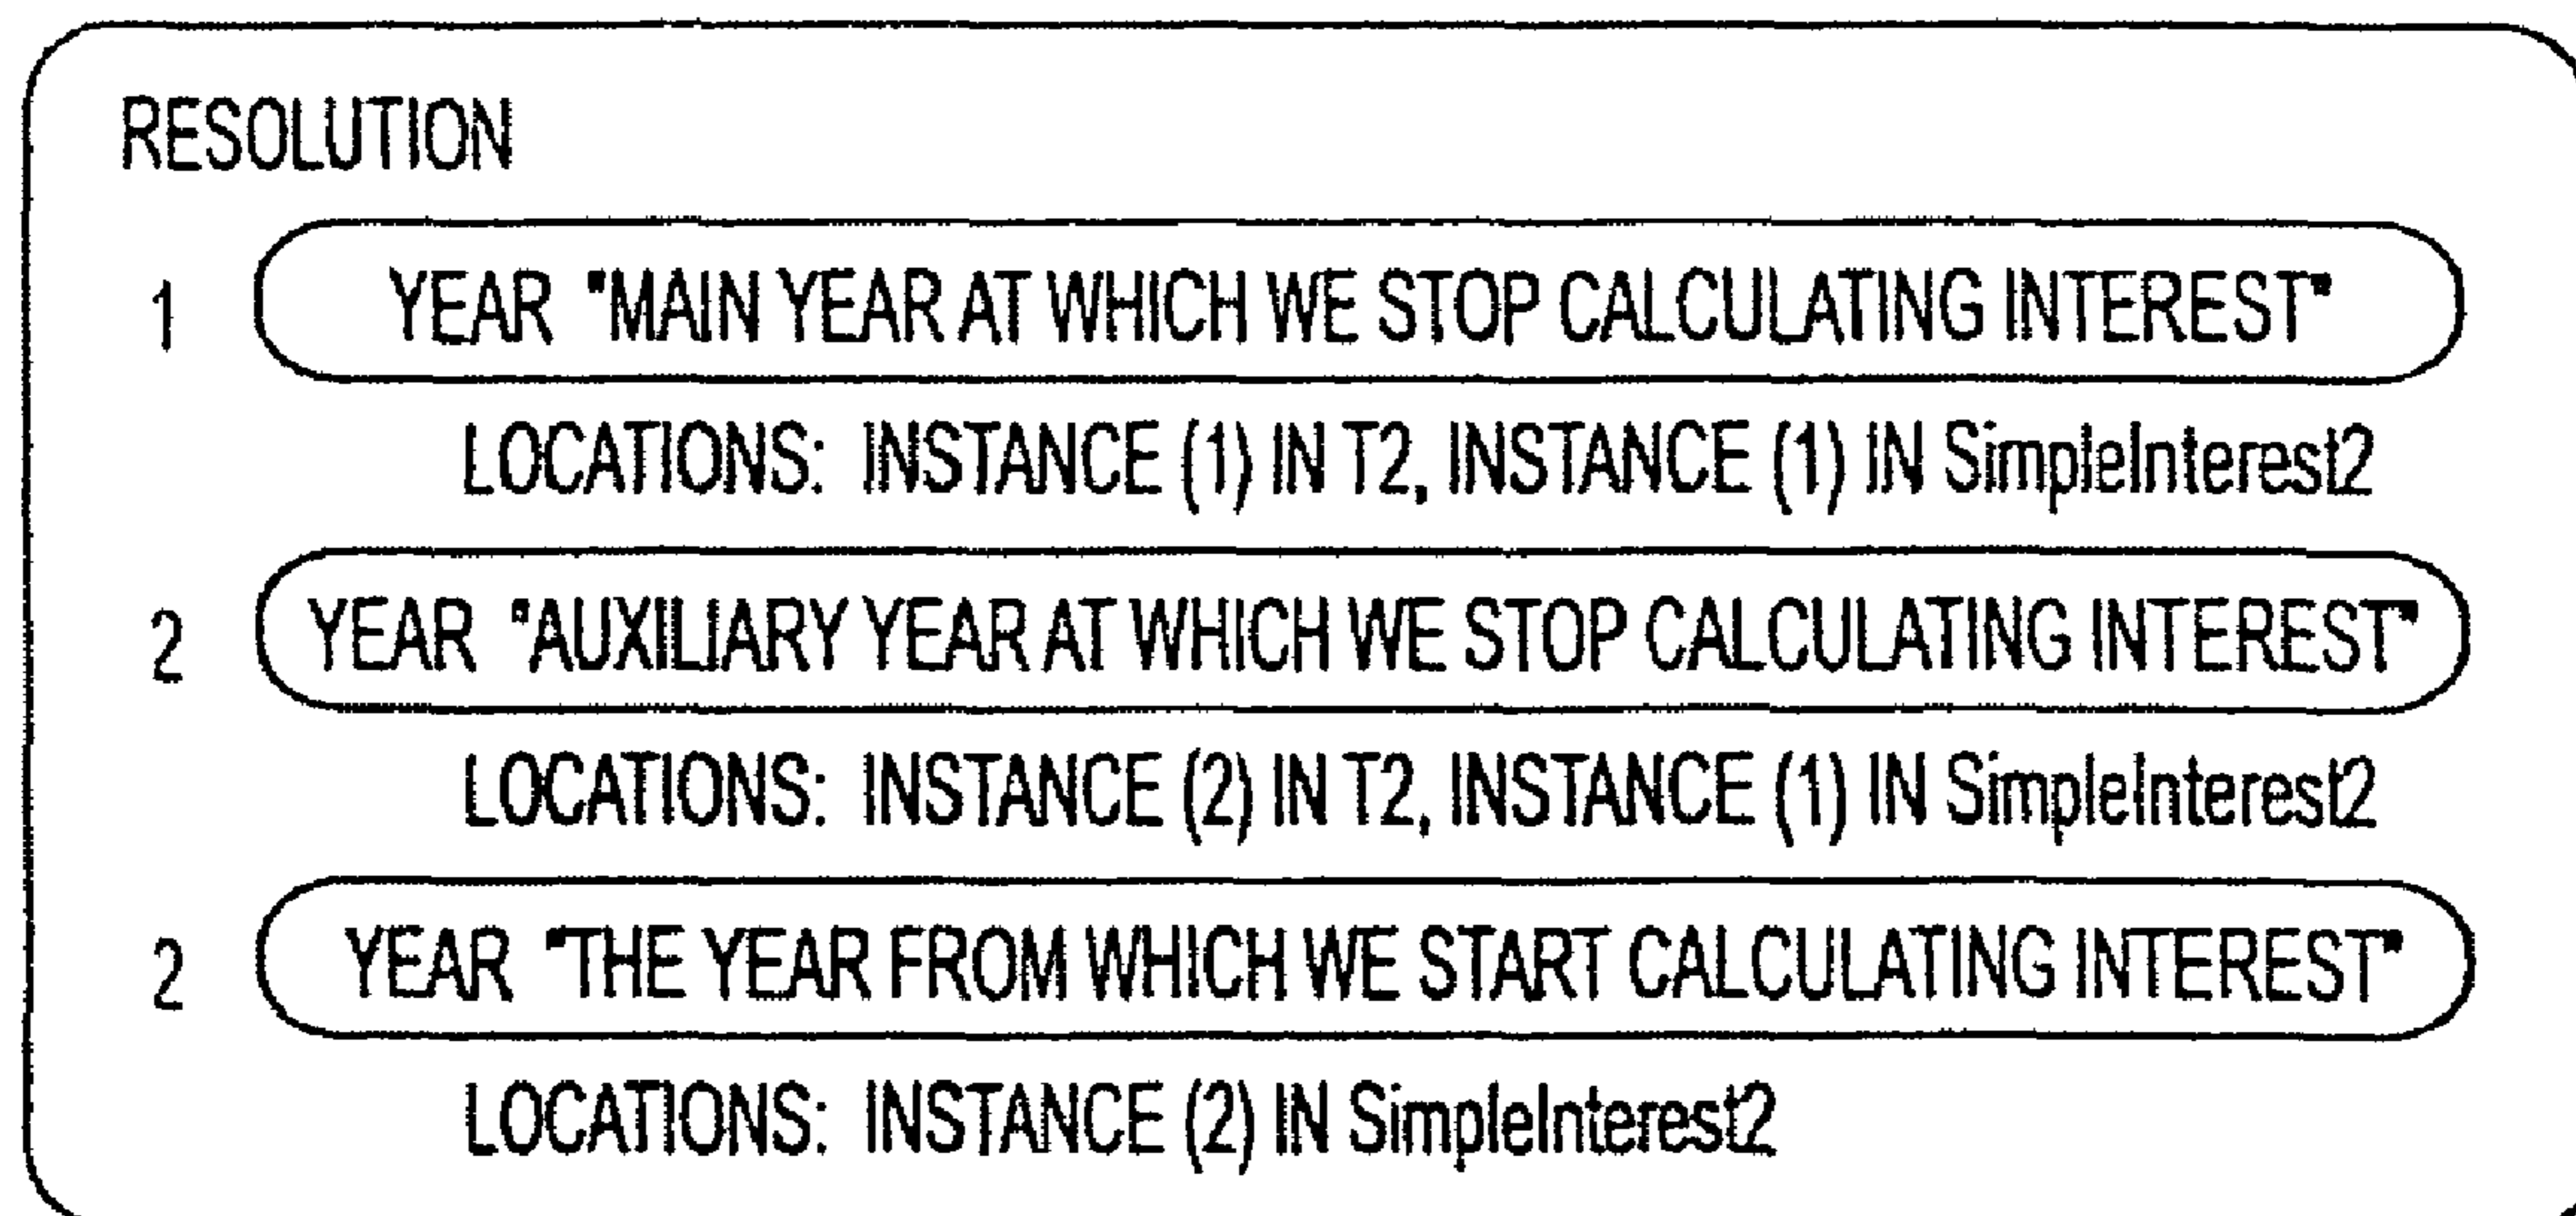 RESOLUTION
1 YEAR "MAIN YEAR AT WHICH WE STOP CALCULATING INTEREST"
LOCATIONS: INSTANCE (1) IN T2, INSTANCE (1) IN SimpleInterest2
2 YEAR "AUXILIARY YEAR AT WHICH WE STOP CALCULATING INTEREST"
LOCATIONS: INSTANCE (2) IN T2, INSTANCE (1) IN SimpleInterest2
2 YEAR "THE YEAR FROM WHICH WE START CALCULATING INTEREST"
LOCATIONS: INSTANCE (2) IN SimpleInterest2